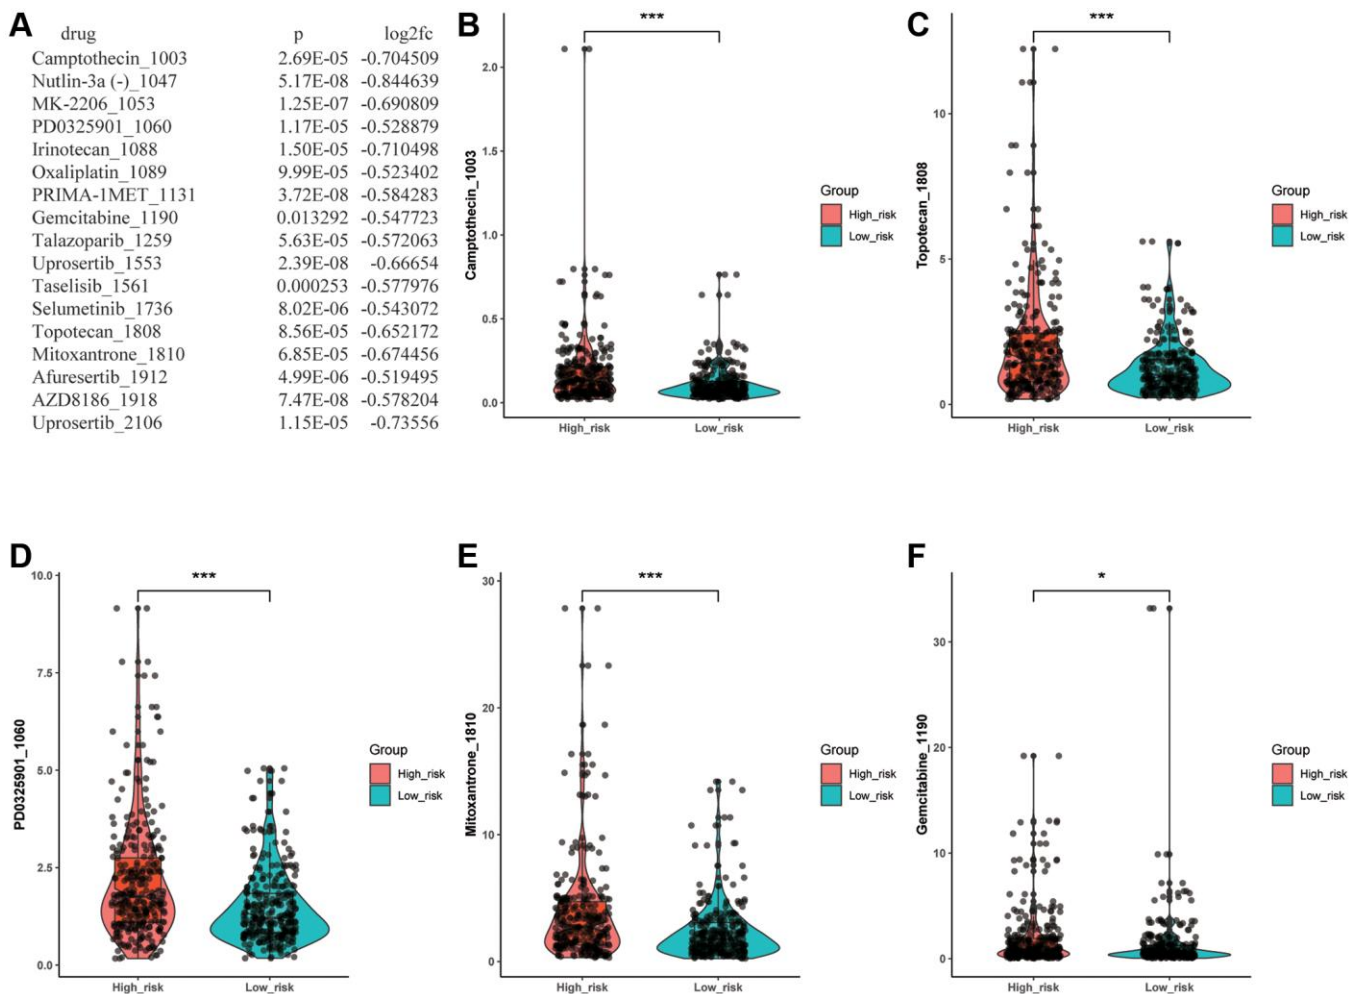 A
drug p log2fc
Camptothecin_1003 2.69E-05 -0.704509
Nutlin-3a (-)_1047 5.17E-08 -0.844639
MK-2206_1053 1.25E-07 -0.690809
PD0325901_1060 1.17E-05 -0.528879
Irinotecan_1088 1.50E-05 -0.710498
Oxaliplatin_1089 9.99E-05 -0.523402
PRIMA-1MET_1131 3.72E-08 -0.584283
Gemcitabine_1190 0.013292 -0.547723
Talazoparib_1259 5.63E-05 -0.572063
Uprosertib_1553 2.39E-08 -0.66654
Taselisib_1561 0.000253 -0.577976
Selumetinib_1736 8.02E-06 -0.543072
Topotecan_1808 8.56E-05 -0.652172
Mitoxantrone_1810 6.85E-05 -0.674456
Afuresertib_1912 4.99E-06 -0.519495
AZD8186_1918 7.47E-08 -0.578204
Uprosertib_2106 1.15E-05 -0.73556
B
***
Camptothecin_1003
2.0
1.5
1.0
0.5
0.0
High_risk Low_risk
Group
High_risk
Low_risk
C
***
Topotecan_1808
10
5
0
High_risk Low_risk
Group
High_risk
Low_risk
D
***
PD0325901_1060
10.0
7.5
5.0
2.5
0.0
High_risk Low_risk
Group
High_risk
Low_risk
E
***
Mitoxantrone_1810
30
20
10
0
High_risk Low_risk
Group
High_risk
Low_risk
F
*
Gemcitabine_1190
30
20
10
0
High_risk Low_risk
Group
High_risk
Low_risk